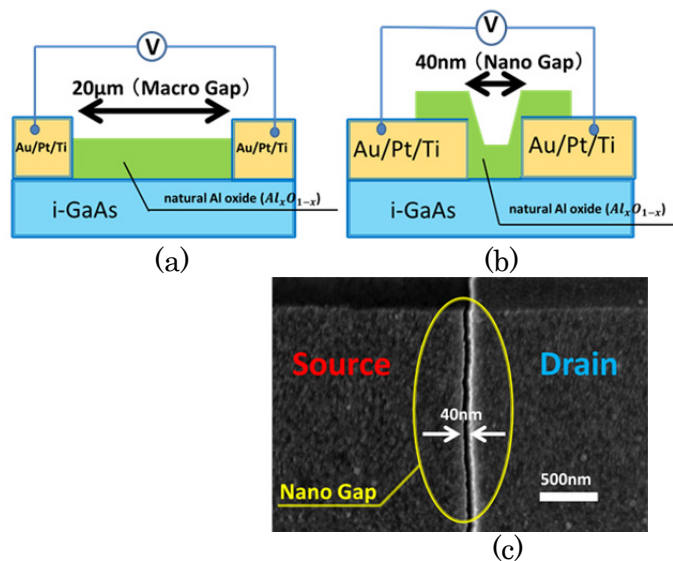 V
20μm（Macro Gap）
Au/Pt/Ti
Au/Pt/Ti
natural Al oxide (AlₓO₁₋ₓ)
i-GaAs
(a)
V
40nm（Nano Gap）
Au/Pt/Ti
Au/Pt/Ti
natural Al oxide (AlₓO₁₋ₓ)
i-GaAs
(b)
Source
Drain
40nm
Nano Gap
500nm
(c)